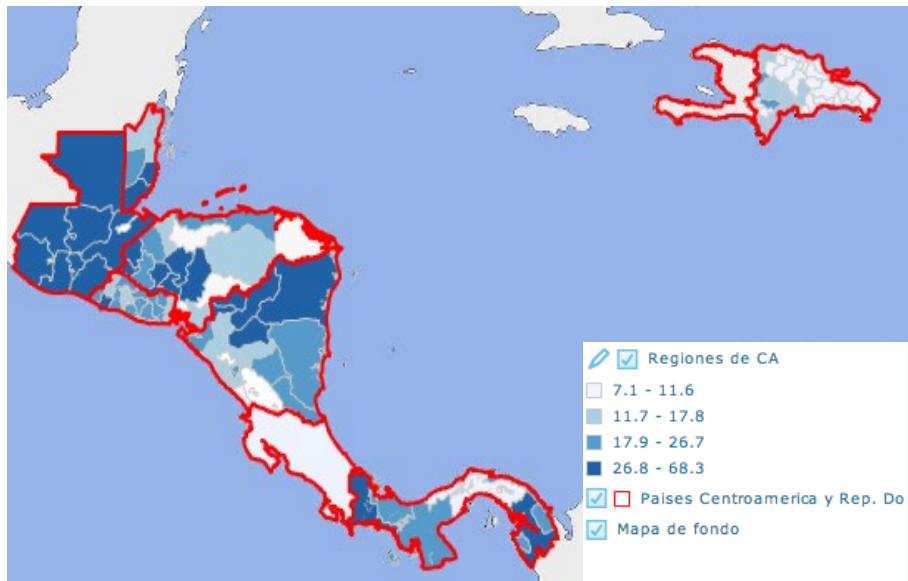 Regiones de CA
7.1 - 11.6
11.7 - 17.8
17.9 - 26.7
26.8 - 68.3
Paises Centroamerica y Rep. Do
Mapa de fondo